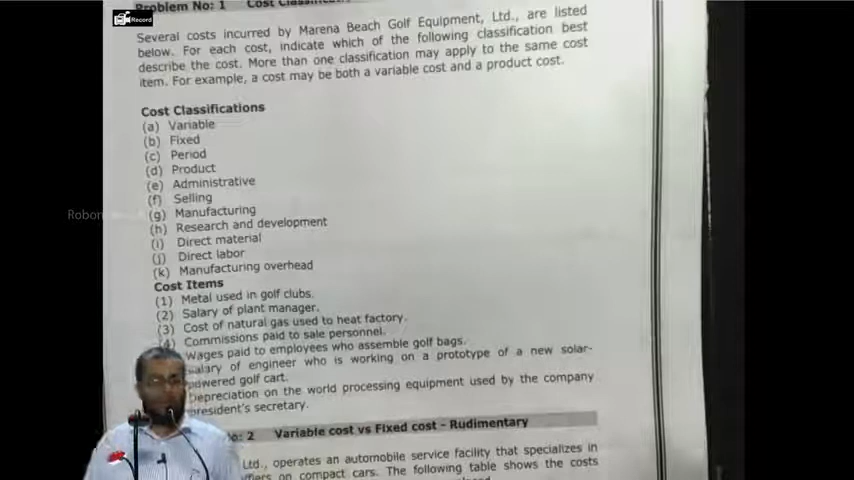 Problem No: 1 Cost
Record
Several costs incurred by Marena Beach Golf Equipment, Ltd., are listed
below. For each cost, indicate which of the following classification best
describe the cost. More than one classification may apply to the same cost
item. For example, a cost may be both a variable cost and a product cost.
Cost Classifications
(a) Variable
(b) Fixed
(c) Period
(d) Product
(e) Administrative
(f) Selling
(g) Manufacturing
(h) Research and development
(i) Direct material
(j) Direct labor
(k) Manufacturing overhead
Cost Items
(1) Metal used in golf clubs.
(2) Salary of plant manager.
(3) Cost of natural gas used to heat factory.
(4) Commissions paid to sale personnel.
Wages paid to employees who assemble golf bags.
salary of engineer who is working on a prototype of a new solar-
powered golf cart.
Depreciation on the world processing equipment used by the company
president's secretary.
: 2 Variable cost vs Fixed cost - Rudimentary
Ltd., operates an automobile service facility that specializes in
on compact cars. The following table shows the costs